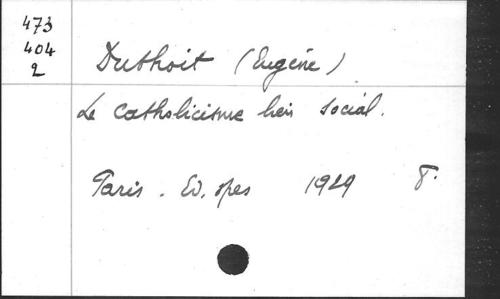 473
404
2
Duthoit (Eugène)
Le catholicisme lien social.
Paris. Ed. Spes 1929 8°